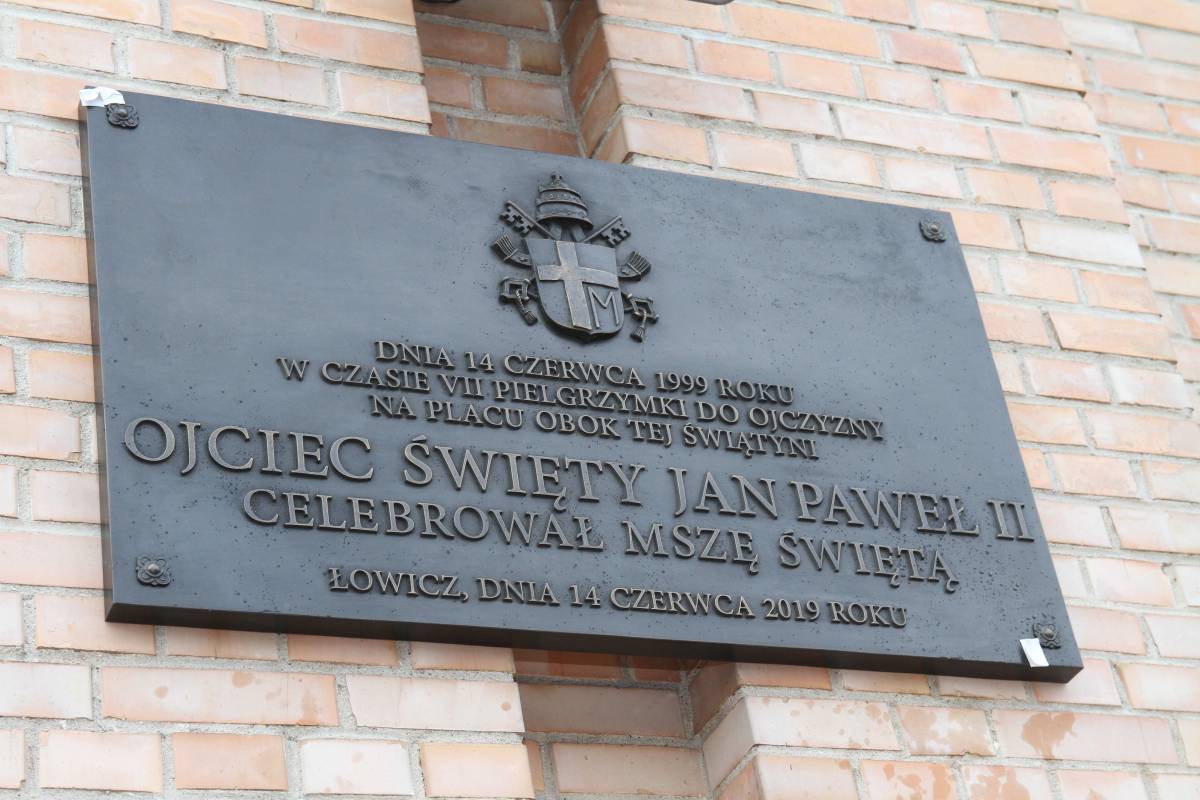 DNIA 14 CZERWCA 1999 ROKU
W CZASIE VII PIELGRZYMKI DO OJCZYZNY
NA PLACU OBOK TEJ ŚWIĄTYNI
OJCIEC ŚWIĘTY JAN PAWEŁ II
CELEBROWAŁ MSZĘ ŚWIĘTĄ
ŁOWICZ, DNIA 14 CZERWCA 2019 ROKU